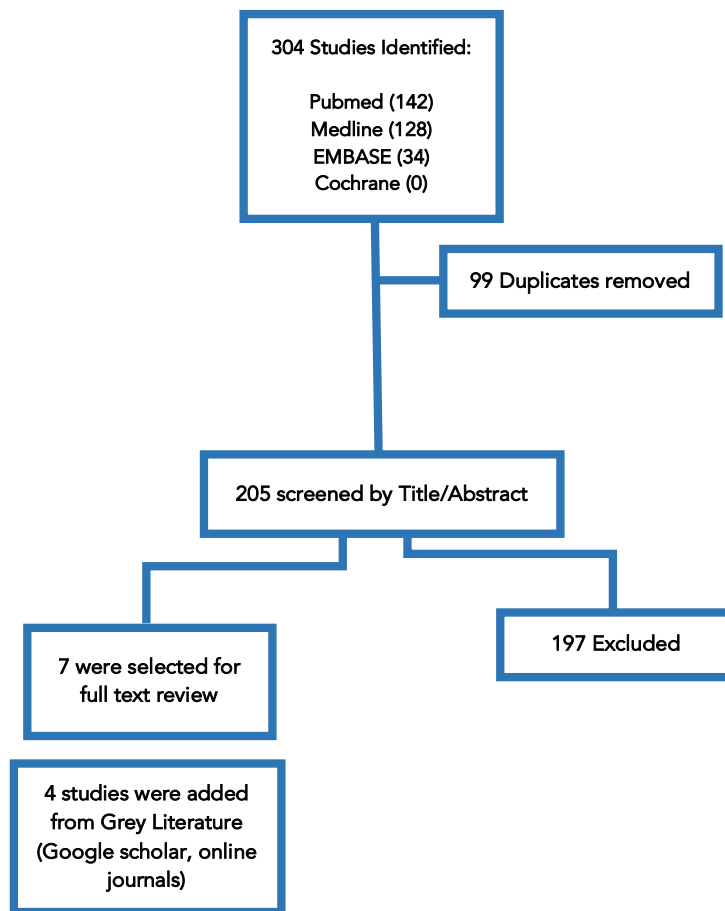 304 Studies Identified:
Pubmed (142)
Medline (128)
EMBASE (34)
Cochrane (0)
99 Duplicates removed
205 screened by Title/Abstract
7 were selected for
full text review
197 Excluded
4 studies were added
from Grey Literature
(Google scholar, online
journals)